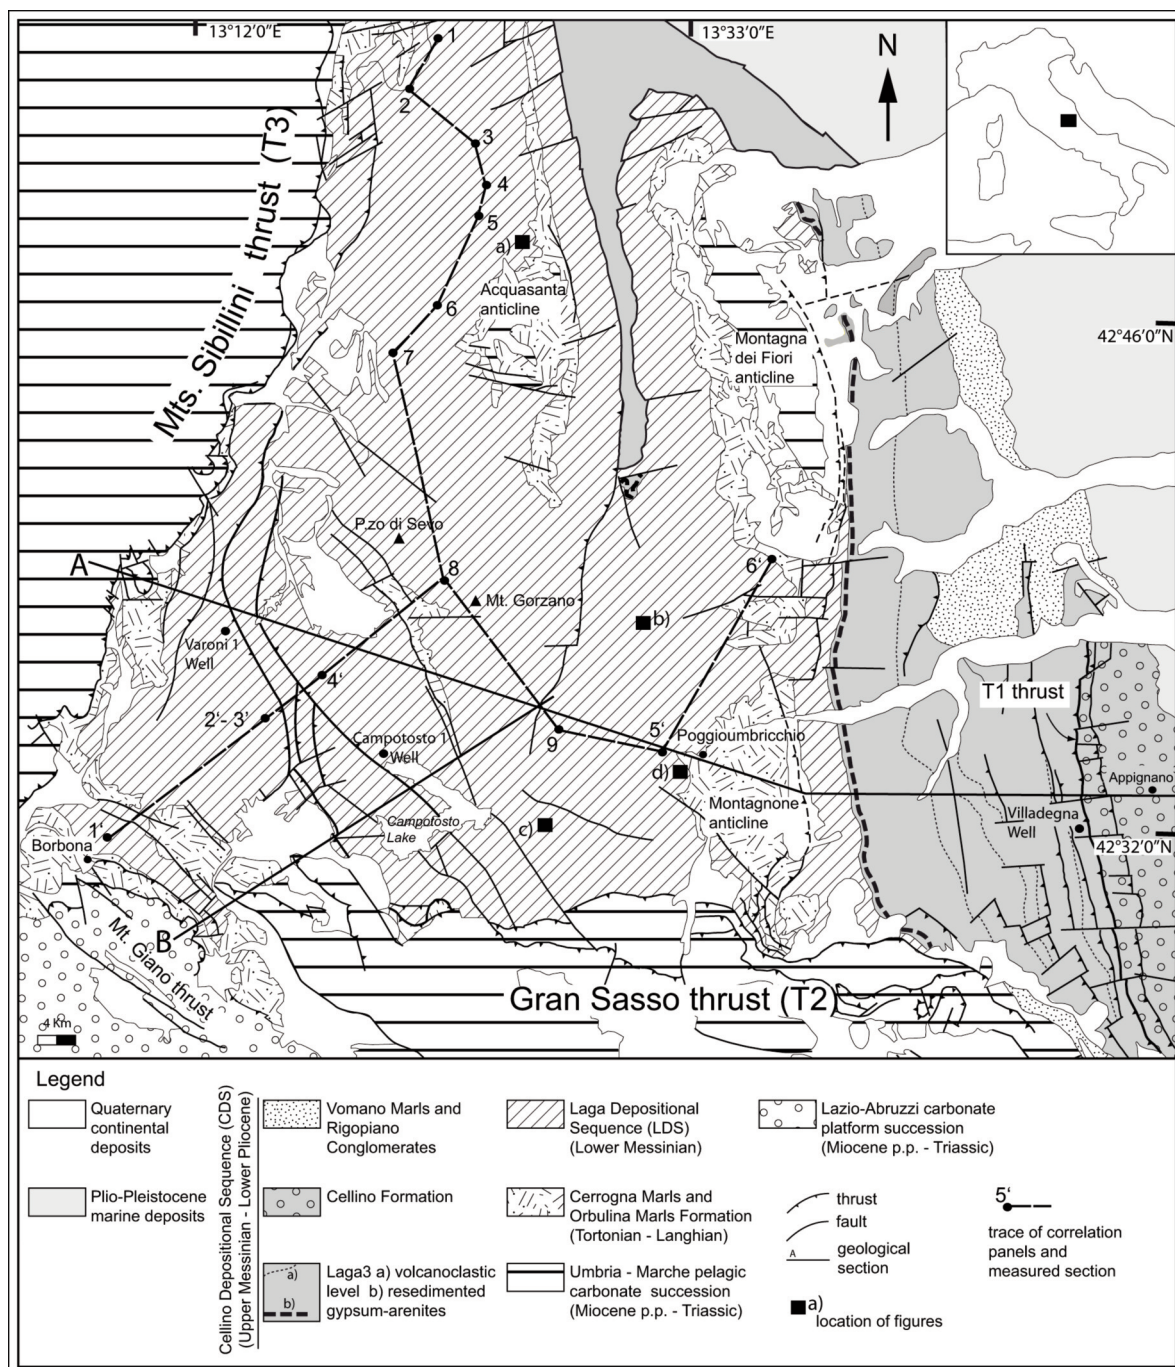 13°12'0"E
13°33'0"E
N
1
2
3
4
5
a)
Acquasanta
anticline
6
7
Mts. Sibillini thrust (T3)
42°46'0"N
Montagna
dei Fiori
anticline
P.zo di Sevo
A
8
6'
Mt. Gorzano
b)
Varoni 1
Well
4'
T1 thrust
2'- 3'
9
5'
Poggioumbricchio
Campotosto 1
Well
d)
Appignano
Montagnone
anticline
Villadegna
Well
Campotosto
Lake
c)
1'
Borbona
42°32'0"N
B
Mt. Giano thrust
Gran Sasso thrust (T2)
4 Km
Legend
Quaternary
continental
deposits
Plio-Pleistocene
marine deposits
Cellino Depositional Sequence (CDS)
(Upper Messinian - Lower Pliocene)
Vomano Marls and
Rigopiano
Conglomerates
Cellino Formation
a)
b)
Laga3 a) volcanoclastic
level b) resedimented
gypsum-arenites
Laga Depositional
Sequence (LDS)
(Lower Messinian)
Cerrogna Marls and
Orbulina Marls Formation
(Tortonian - Langhian)
Umbria - Marche pelagic
carbonate succession
(Miocene p.p. - Triassic)
Lazio-Abruzzi carbonate
platform succession
(Miocene p.p. - Triassic)
thrust
fault
A
geological
section
a)
location of figures
5'
trace of correlation
panels and
measured section